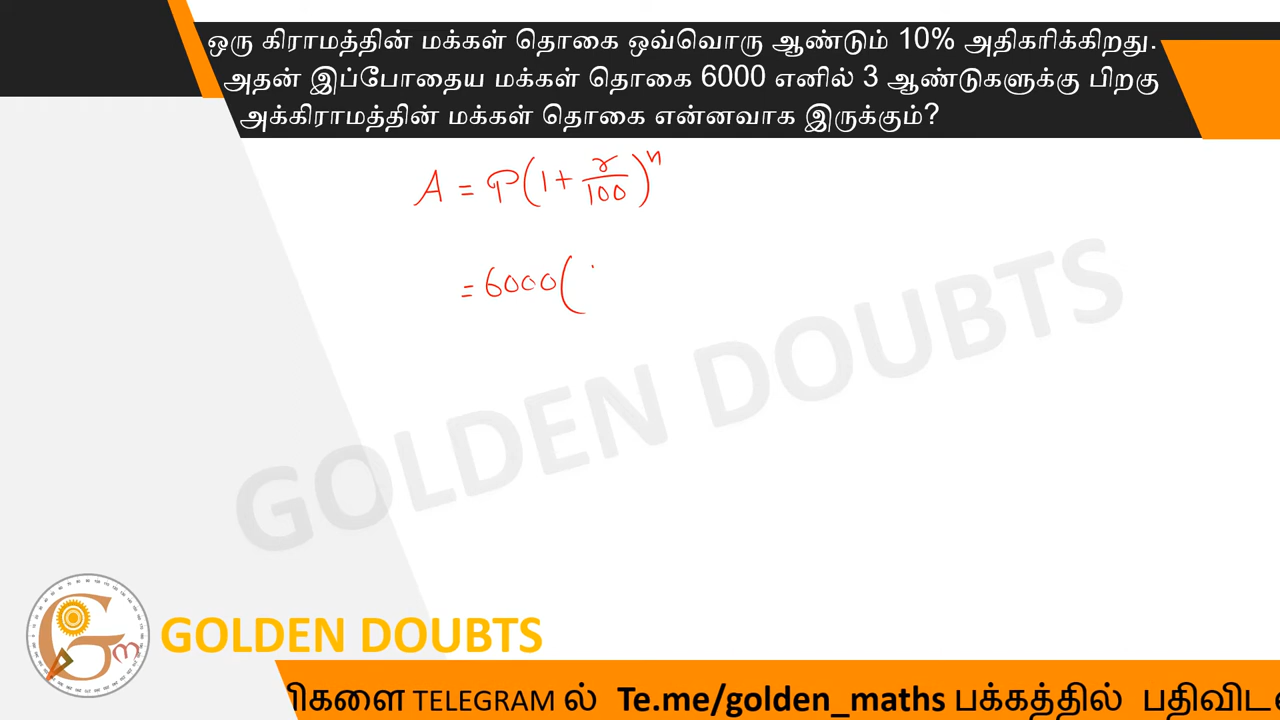 ஒரு கிராமத்தின் மக்கள் தொகை ஒவ்வொரு ஆண்டும் 10% அதிகரிக்கிறது.
அதன் இப்போதைய மக்கள் தொகை 6000 எனில் 3 ஆண்டுகளுக்கு பிறகு
அக்கிராமத்தின் மக்கள் தொகை என்னவாக இருக்கும்?
A = P(1 + r/100)^n
= 6000(
GOLDEN DOUBTS
GOLDEN DOUBTS
TELEGRAM ல் Te.me/golden_maths பக்கத்தில்